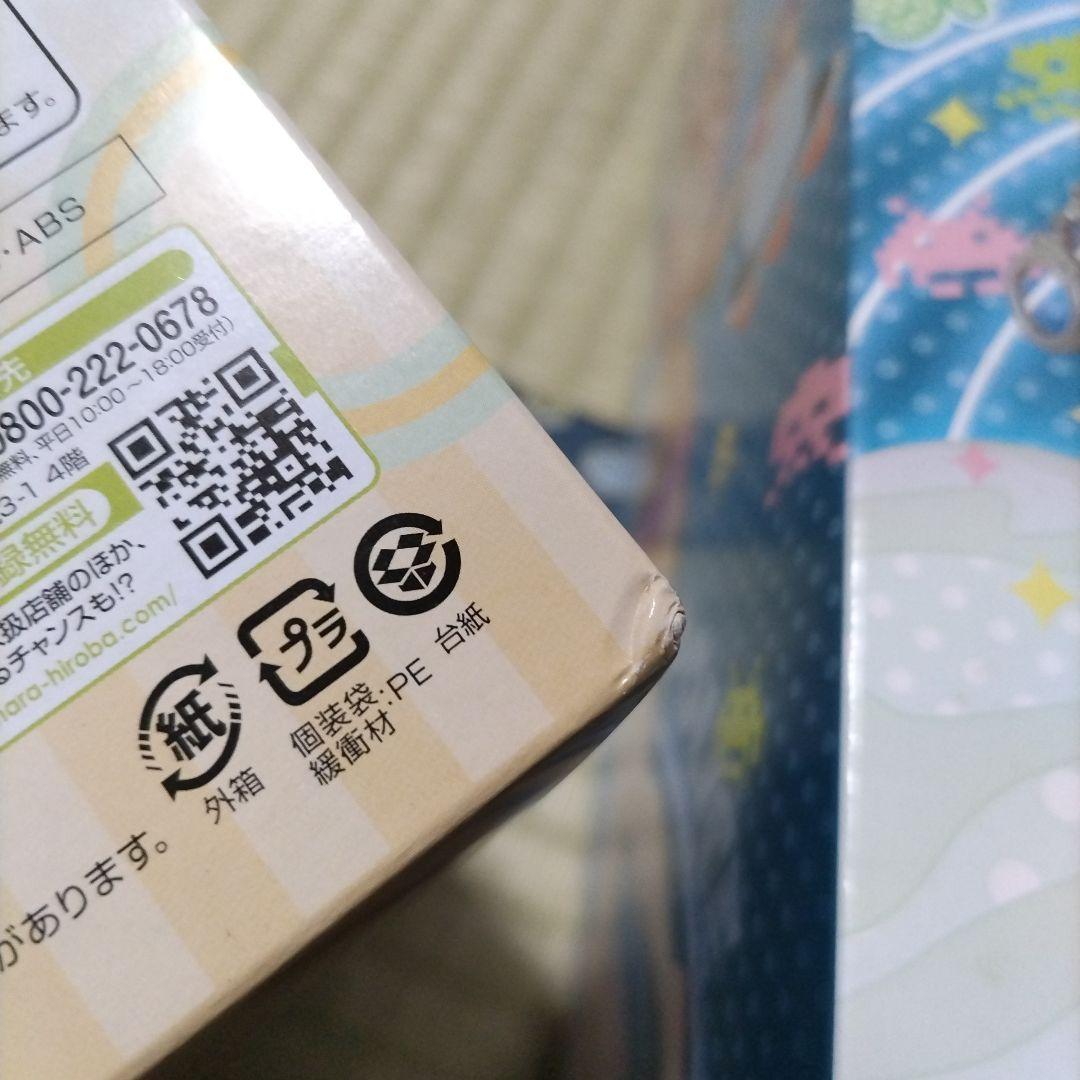 ます。
・ABS
先
0800-222-0678
無料、平日10:00～18:00受付)
3-1 4階
録無料
扱店舗のほか、
るチャンスも!?
hara-hiroba.com/
紙
外箱
プラ
個装袋:PE
緩衝材:
台紙
があります。